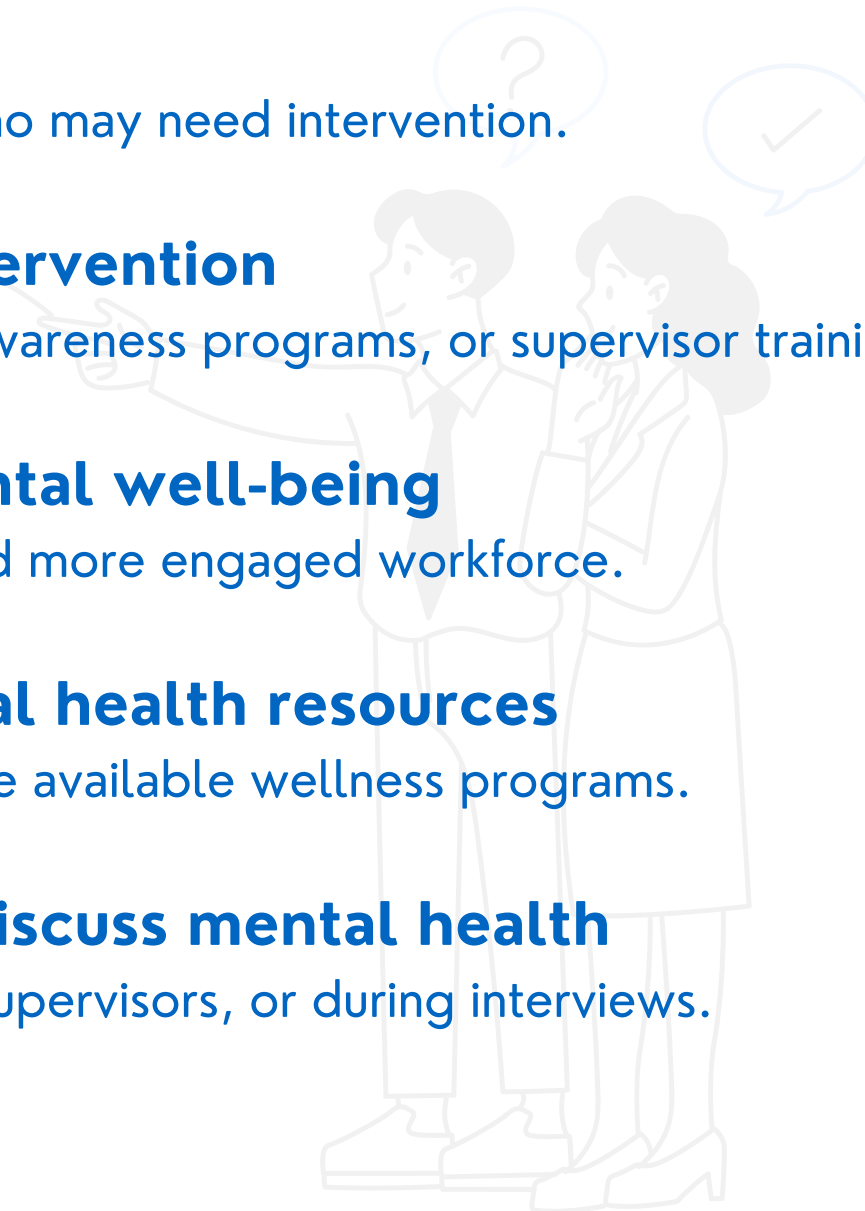 ho may need intervention.
ervention
wareness programs, or supervisor traini
ntal well-being
d more engaged workforce.
al health resources
e available wellness programs.
iscuss mental health
upervisors, or during interviews.